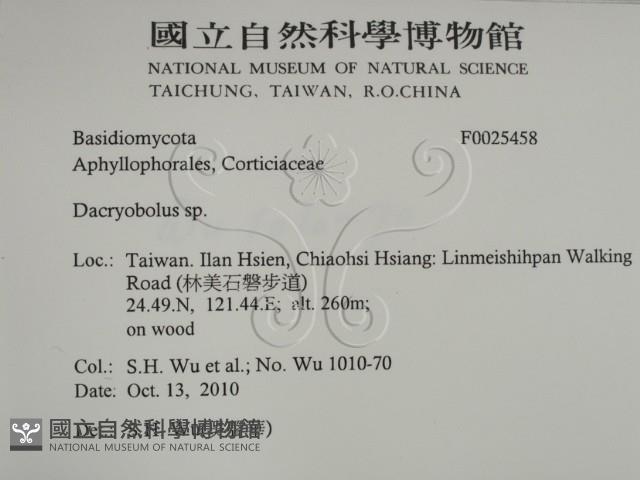 國立自然科學博物館
NATIONAL MUSEUM OF NATURAL SCIENCE
TAICHUNG, TAIWAN, R.O.CHINA
Basidiomycota F0025458
Aphyllophorales, Corticiaceae
Dacryobolus sp.
Loc.: Taiwan. Ilan Hsien, Chiaohsi Hsiang: Linmeishihpan Walking
Road (林美石磐步道)
24.49.N, 121.44.E; alt. 260m;
on wood
Col.: S.H. Wu et al.; No. Wu 1010-70
Date: Oct. 13, 2010
國立自然科學博物館
NATIONAL MUSEUM OF NATURAL SCIENCE